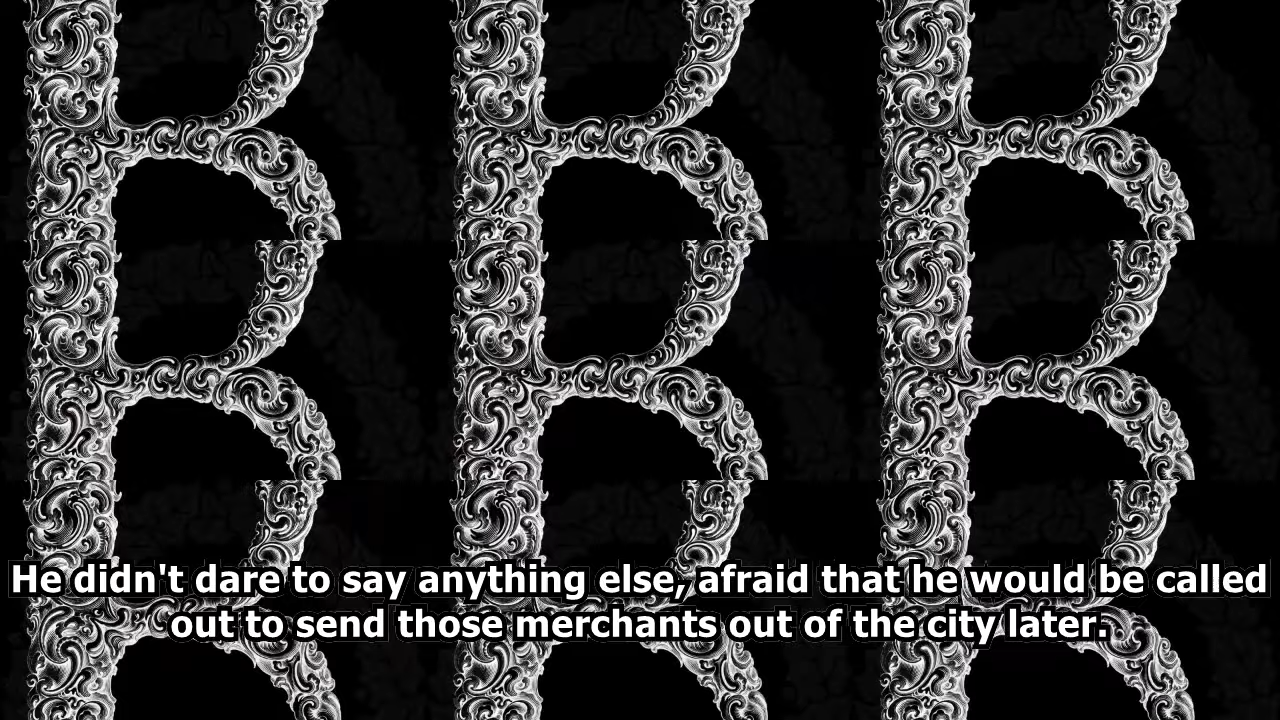 He didn't dare to say anything else, afraid that he would be called
out to send those merchants out of the city later.